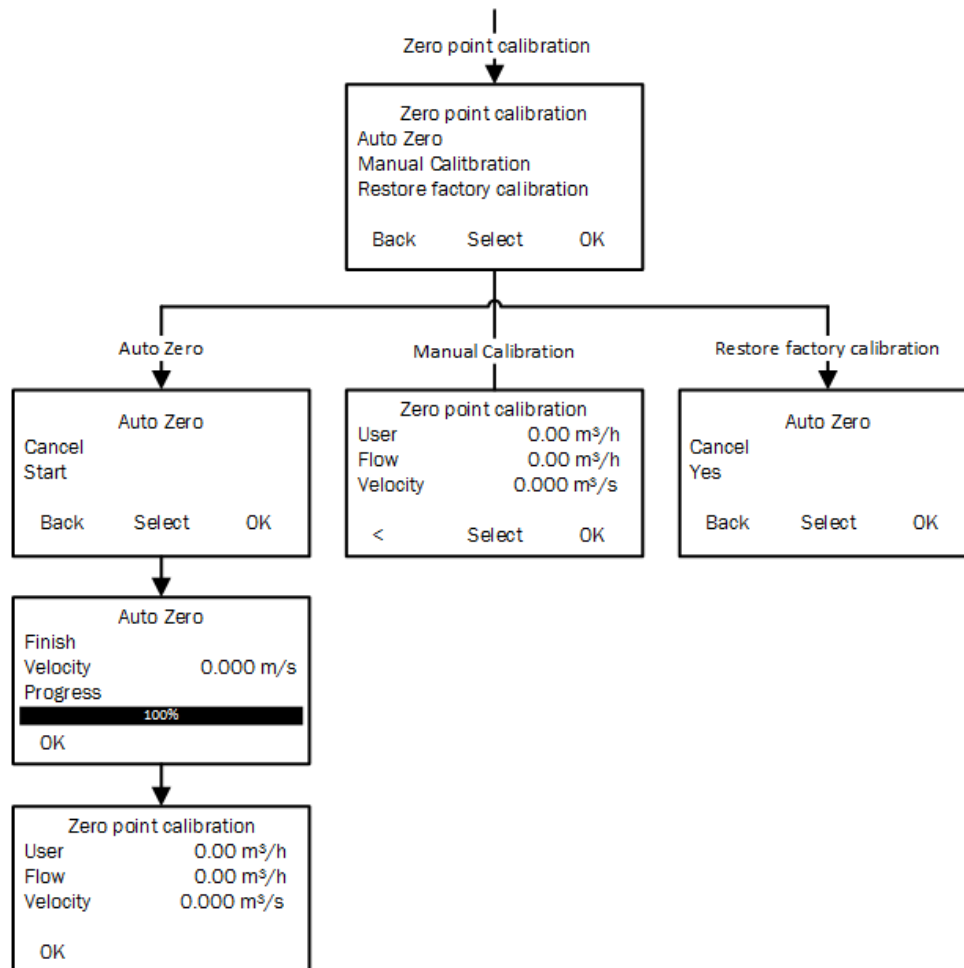 Zero point calibration
Zero point calibration
Auto Zero
Manual Calitbration
Restore factory calibration
Back Select OK
Auto Zero
Manual Calibration
Restore factory calibration
Auto Zero
Cancel
Start
Back Select OK
Zero point calibration
User 0.00 m³/h
Flow 0.00 m³/h
Velocity 0.000 m³/s
< Select OK
Auto Zero
Cancel
Yes
Back Select OK
Auto Zero
Finish
Velocity 0.000 m/s
Progress
100%
OK
Zero point calibration
User 0.00 m³/h
Flow 0.00 m³/h
Velocity 0.000 m³/s
OK